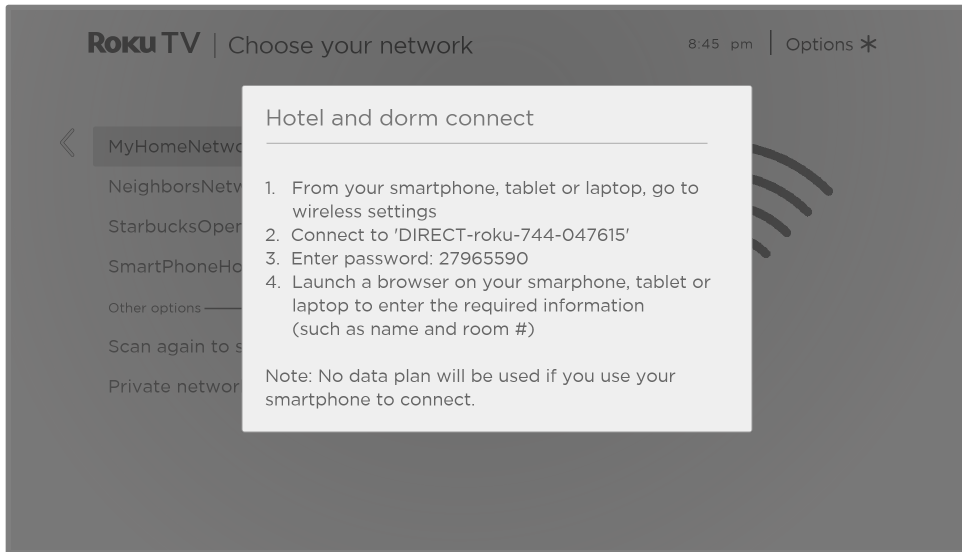 Roku TV | Choose your network
8:45 pm | Options
Hotel and dorm connect
MyHomeNetwo
NeighborsNetw
StarbucksOpen
SmartPhoneHo
Other options
Scan again to s
Private networ
1. From your smartphone, tablet or laptop, go to
wireless settings
2. Connect to 'DIRECT-roku-744-047615'
3. Enter password: 27965590
4. Launch a browser on your smarphone, tablet or
laptop to enter the required information
(such as name and room #)
Note: No data plan will be used if you use your
smartphone to connect.